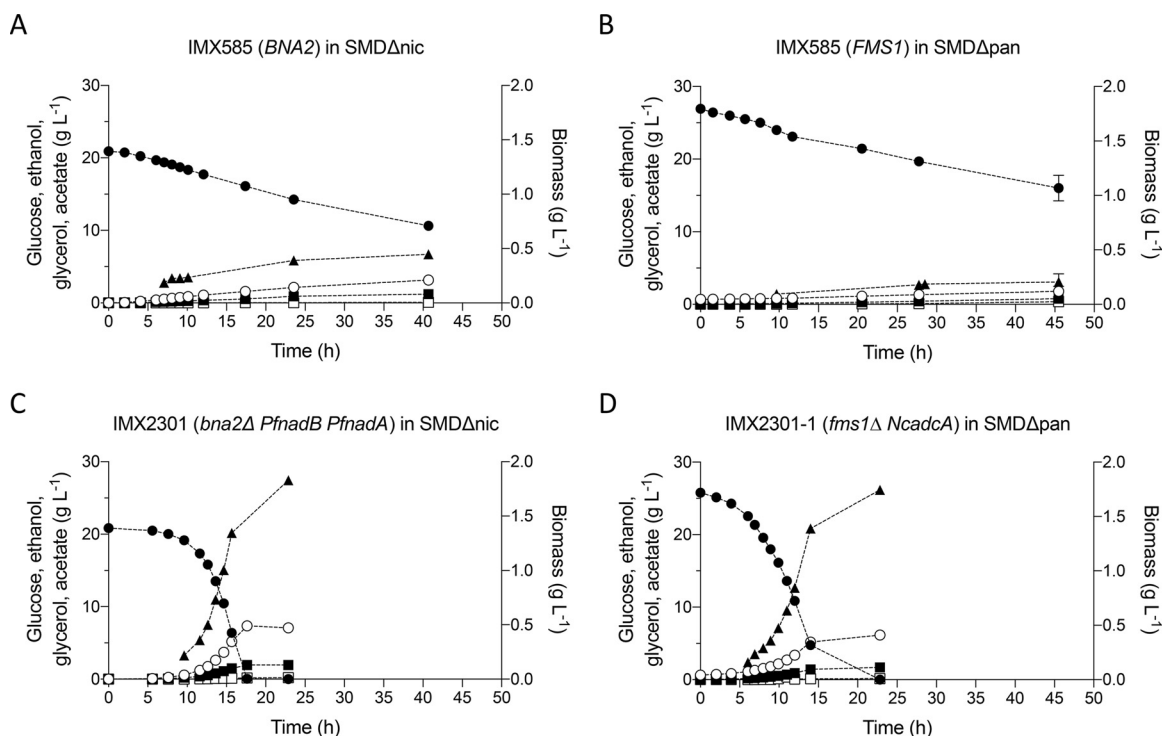 A
IMX585 (BNA2) in SMDΔnic
Glucose, ethanol,
glycerol, acetate (g L-1)
30
20
10
0
2.0
1.5
1.0
0.5
0.0
Biomass (g L-1)
0 5 10 15 20 25 30 35 40 45 50
Time (h)
B
IMX585 (FMS1) in SMDΔpan
Glucose, ethanol,
glycerol, acetate (g L-1)
30
20
10
0
2.0
1.5
1.0
0.5
0.0
Biomass (g L-1)
0 5 10 15 20 25 30 35 40 45 50
Time (h)
C
IMX2301 (bna2Δ PfnadB PfnadA) in SMDΔnic
Glucose, ethanol,
glycerol, acetate (g L-1)
30
20
10
0
2.0
1.5
1.0
0.5
0.0
Biomass (g L-1)
0 5 10 15 20 25 30 35 40 45 50
Time (h)
D
IMX2301-1 (fms1Δ NcadcA) in SMDΔpan
Glucose, ethanol,
glycerol, acetate (g L-1)
30
20
10
0
2.0
1.5
1.0
0.5
0.0
Biomass (g L-1)
0 5 10 15 20 25 30 35 40 45 50
Time (h)